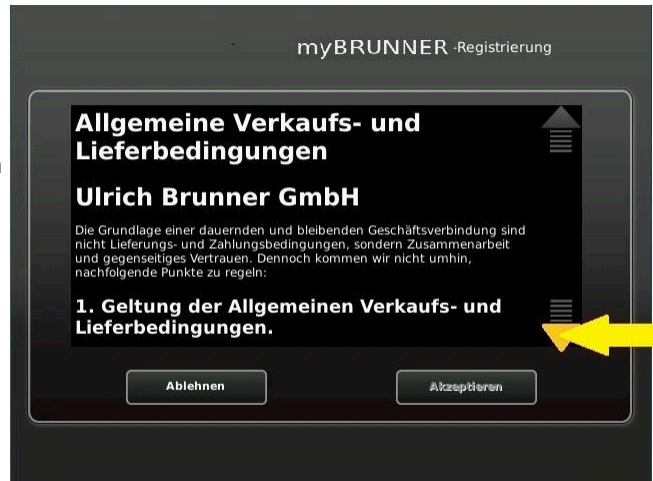 myBRUNNER -Registrierung
Allgemeine Verkaufs- und
Lieferbedingungen
Ulrich Brunner GmbH
Die Grundlage einer dauernden und bleibenden Geschäftsverbindung sind
nicht Lieferungs- und Zahlungsbedingungen, sondern Zusammenarbeit
und gegenseitiges Vertrauen. Dennoch kommen wir nicht umhin,
nachfolgende Punkte zu regeln:
1. Geltung der Allgemeinen Verkaufs- und
Lieferbedingungen.
Ablehnen
Akzeptieren